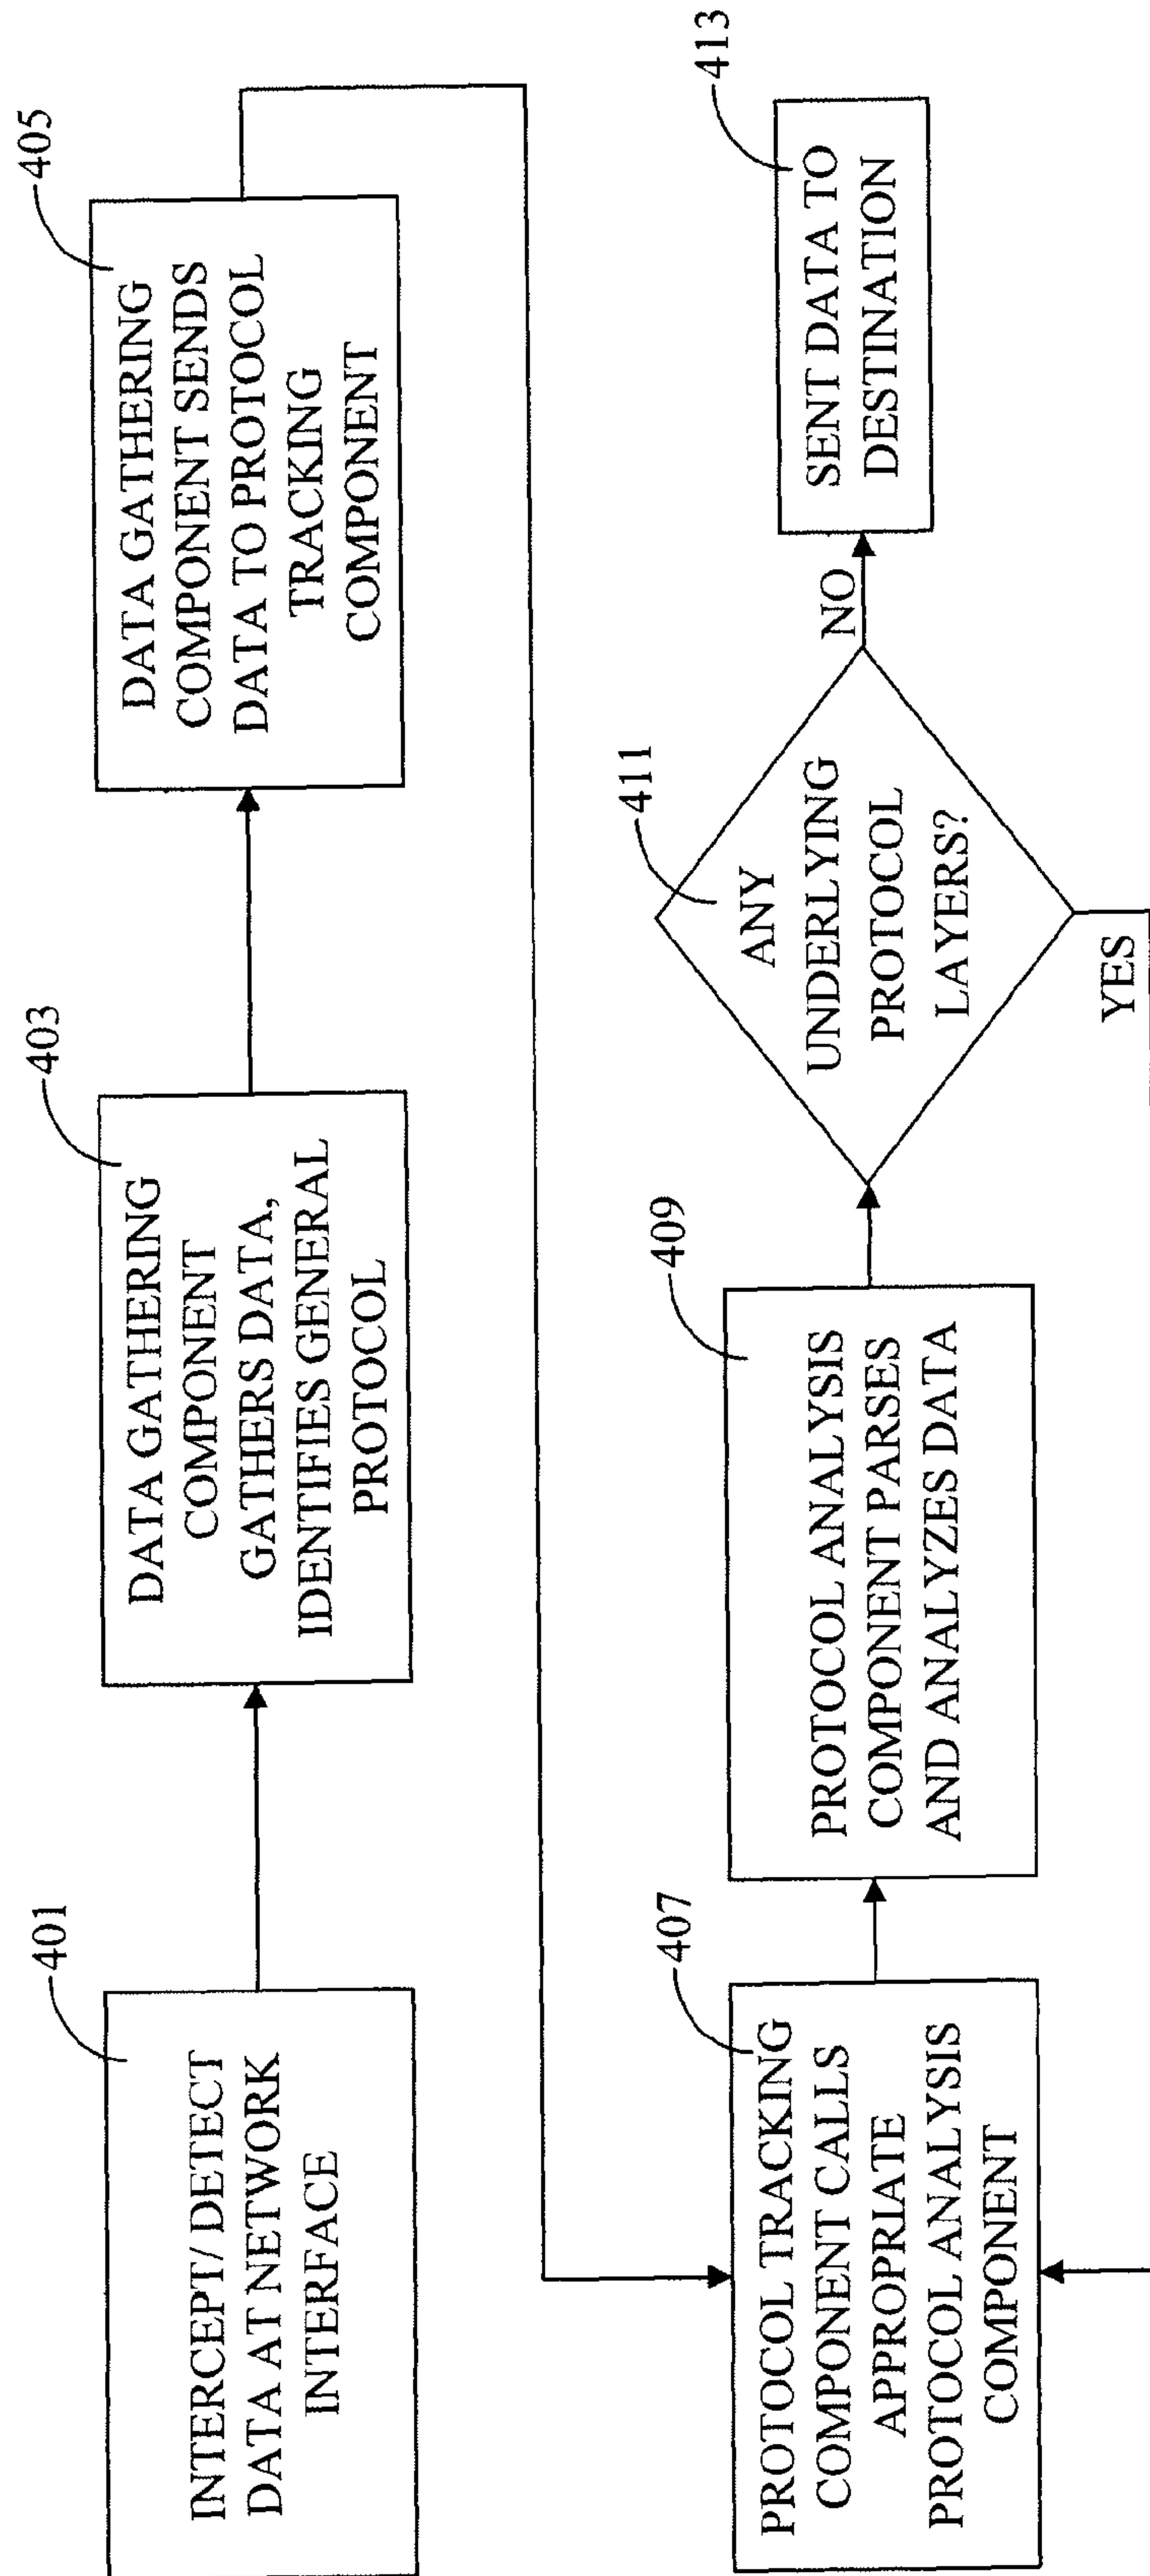 401
INTERCEPT/ DETECT
DATA AT NETWORK
INTERFACE
403
DATA GATHERING
COMPONENT
GATHERS DATA,
IDENTIFIES GENERAL
PROTOCOL
405
DATA GATHERING
COMPONENT SENDS
DATA TO PROTOCOL
TRACKING
COMPONENT
407
PROTOCOL TRACKING
COMPONENT CALLS
APPROPRIATE
PROTOCOL ANALYSIS
COMPONENT
409
PROTOCOL ANALYSIS
COMPONENT PARSES
AND ANALYZES DATA
411
ANY
UNDERLYING
PROTOCOL
LAYERS?
YES
NO
413
SENT DATA TO
DESTINATION